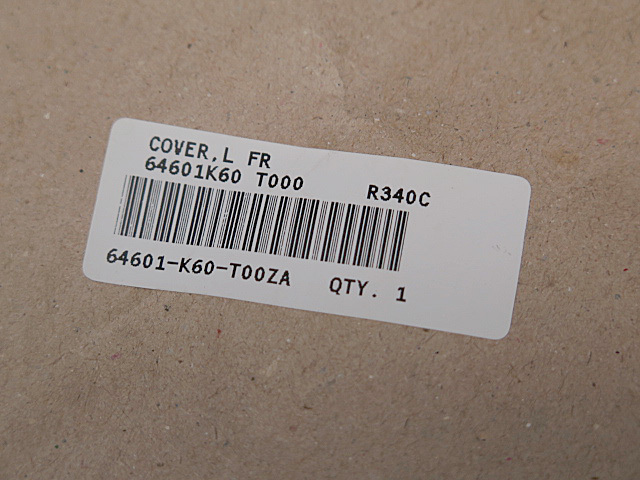 COVER,L FR
64601K60 T000 R340C
64601-K60-T00ZA QTY. 1